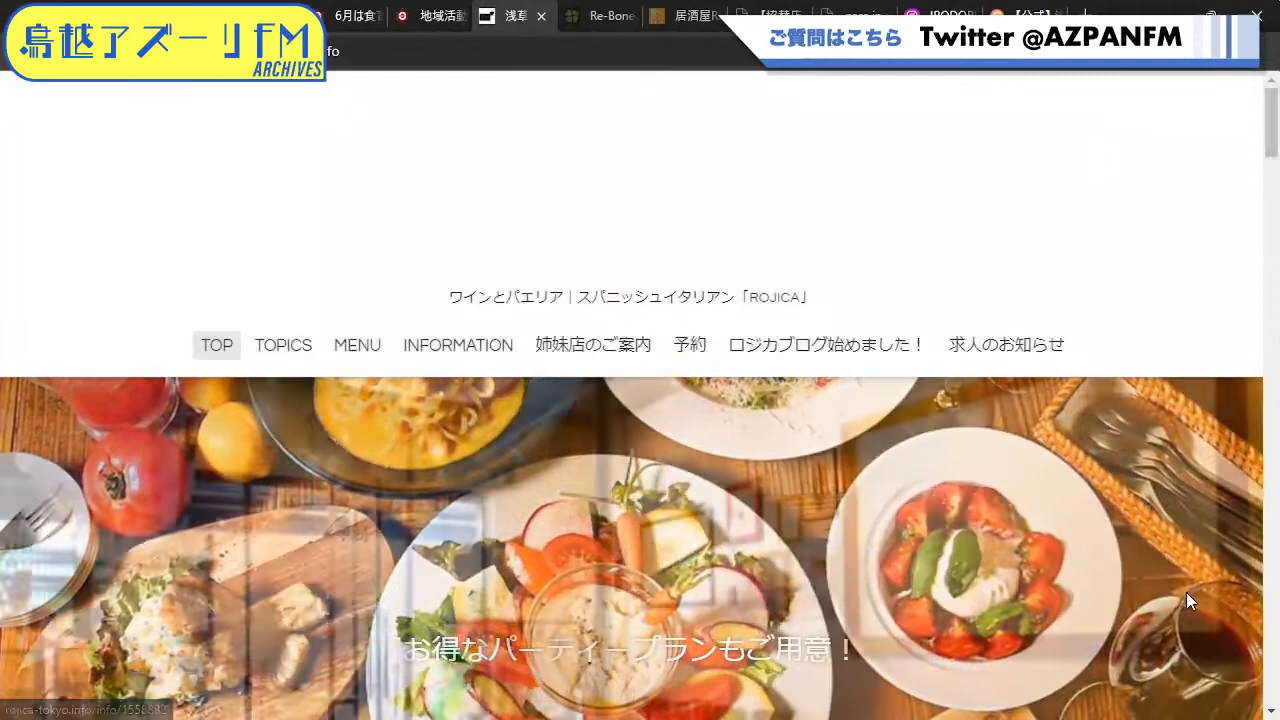 鳥越アズーリFM
ARCHIVES
6月は食
地域活
Re-Bone
居酒屋
ご質問はこちら Twitter @AZPANFM
fo
ワインとパエリア｜スパニッシュイタリアン「ROJICA」
TOP TOPICS MENU INFORMATION 姉妹店のご案内 予約 ロジカブログ始めました！ 求人のお知らせ
お得なパーティープランもご用意！
rojica-tokyo.info/info/1558882